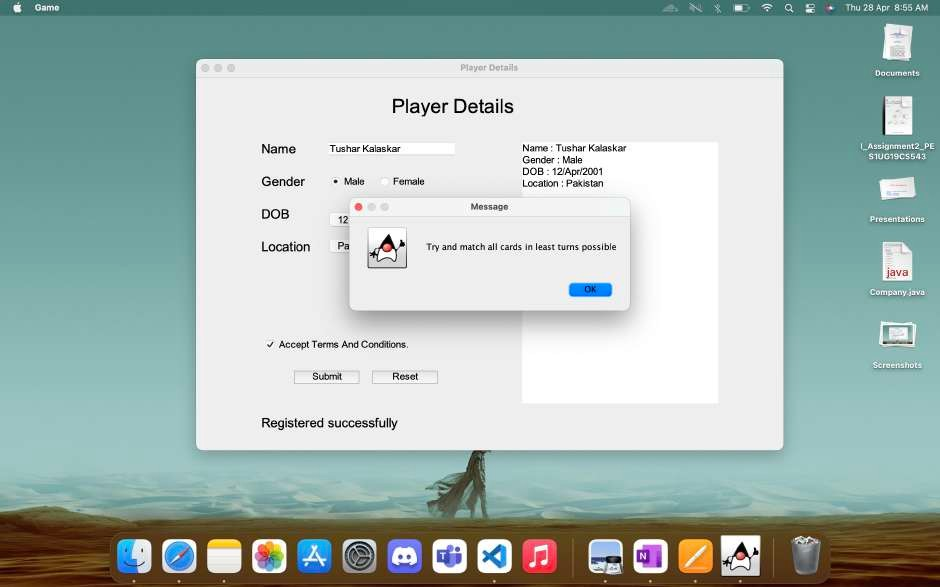 Game
Thu 28 Apr 8:55 AM
Player Details
Player Details
Name
Tushar Kalaskar
Gender
Male
Female
DOB
12
Location
Pa
Name : Tushar Kalaskar
Gender : Male
DOB : 12/Apr/2001
Location : Pakistan
Message
Try and match all cards in least turns possible
OK
Accept Terms And Conditions.
Submit
Reset
Registered successfully
Documents
I_Assignment2_PE
S1UG19CS543
Presentations
java
Company.java
Screenshots